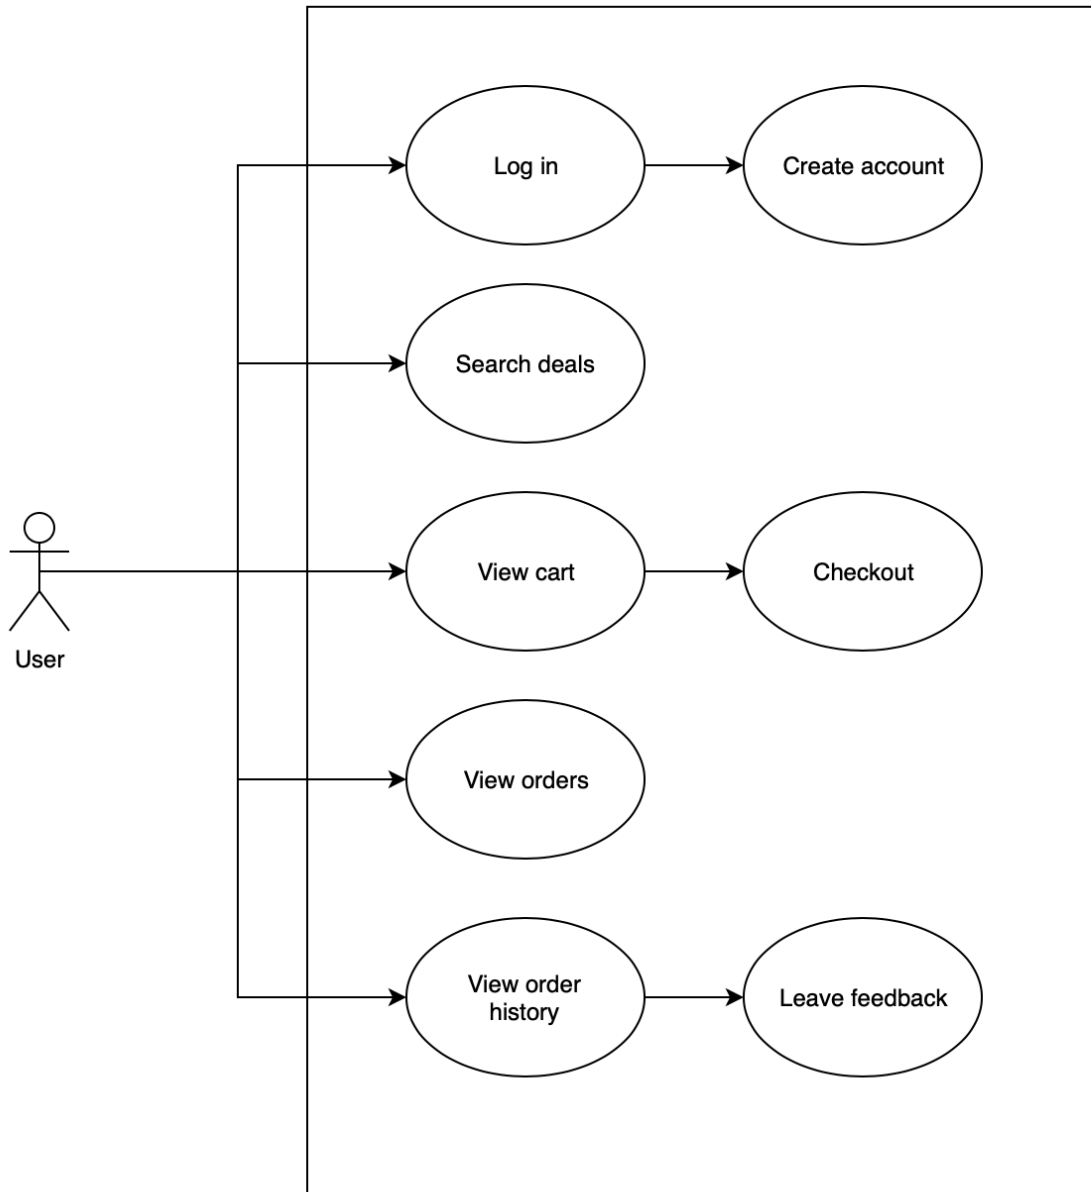 Log in
Create account
Search deals
View cart
Checkout
User
View orders
View order
history
Leave feedback